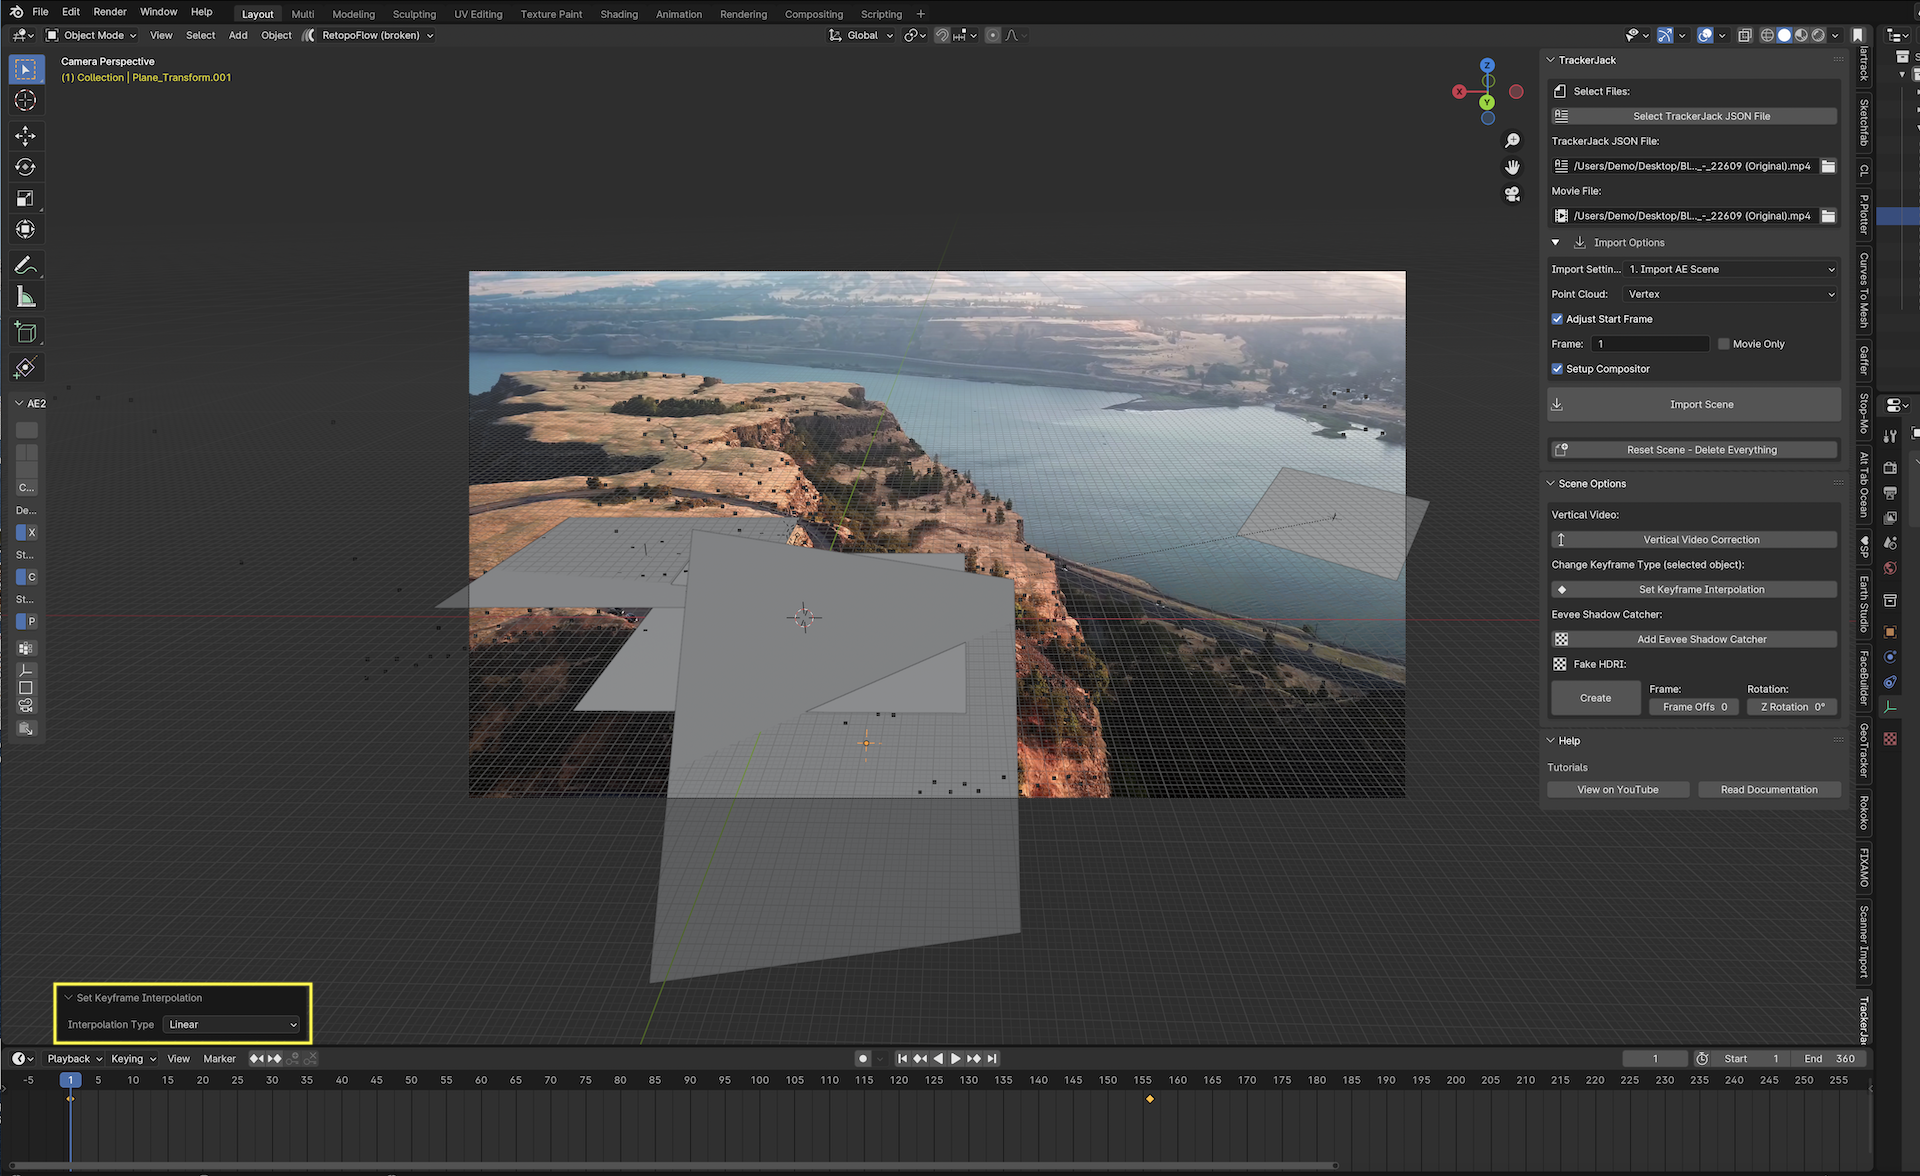 File Edit Render Window Help Layout Multi Modeling Sculpting UV Editing Texture Paint Shading Animation Rendering Compositing Scripting +
Object Mode View Select Add Object RetopoFlow (broken) Global
Camera Perspective
(1) Collection | Plane_Transform.001
Z
X
Y
AE2
C...
De...
X
St...
C
St...
P
TrackerJack
Select Files:
Select TrackerJack JSON File
TrackerJack JSON File:
/Users/Demo/Desktop/Bl..._-_22609 (Original).mp4
Movie File:
/Users/Demo/Desktop/Bl..._-_22609 (Original).mp4
Import Options
Import Settin... 1. Import AE Scene
Point Cloud: Vertex
Adjust Start Frame
Frame: 1 Movie Only
Setup Compositor
Import Scene
Reset Scene - Delete Everything
Scene Options
Vertical Video:
Vertical Video Correction
Change Keyframe Type (selected object):
Set Keyframe Interpolation
Eevee Shadow Catcher:
Add Eevee Shadow Catcher
Fake HDRI:
Create
Frame: Rotation:
Frame Offs 0 Z Rotation 0°
Help
Tutorials
View on YouTube Read Documentation
artrack
Sketchfab
CL
P.Plotter
Curves To Mesh
Gaffer
Stop-Mo
Alt Tab Ocean
♥SP
Earth Studio
FaceBuilder
GeoTracker
Rokoko
FIXAMO
Scanner Import
TrackerJa
Set Keyframe Interpolation
Interpolation Type Linear
Playback Keying View Marker 1 Start 1 End 360
-5 1 5 10 15 20 25 30 35 40 45 50 55 60 65 70 75 80 85 90 95 100 105 110 115 120 125 130 135 140 145 150 155 160 165 170 175 180 185 190 195 200 205 210 215 220 225 230 235 240 245 250 255